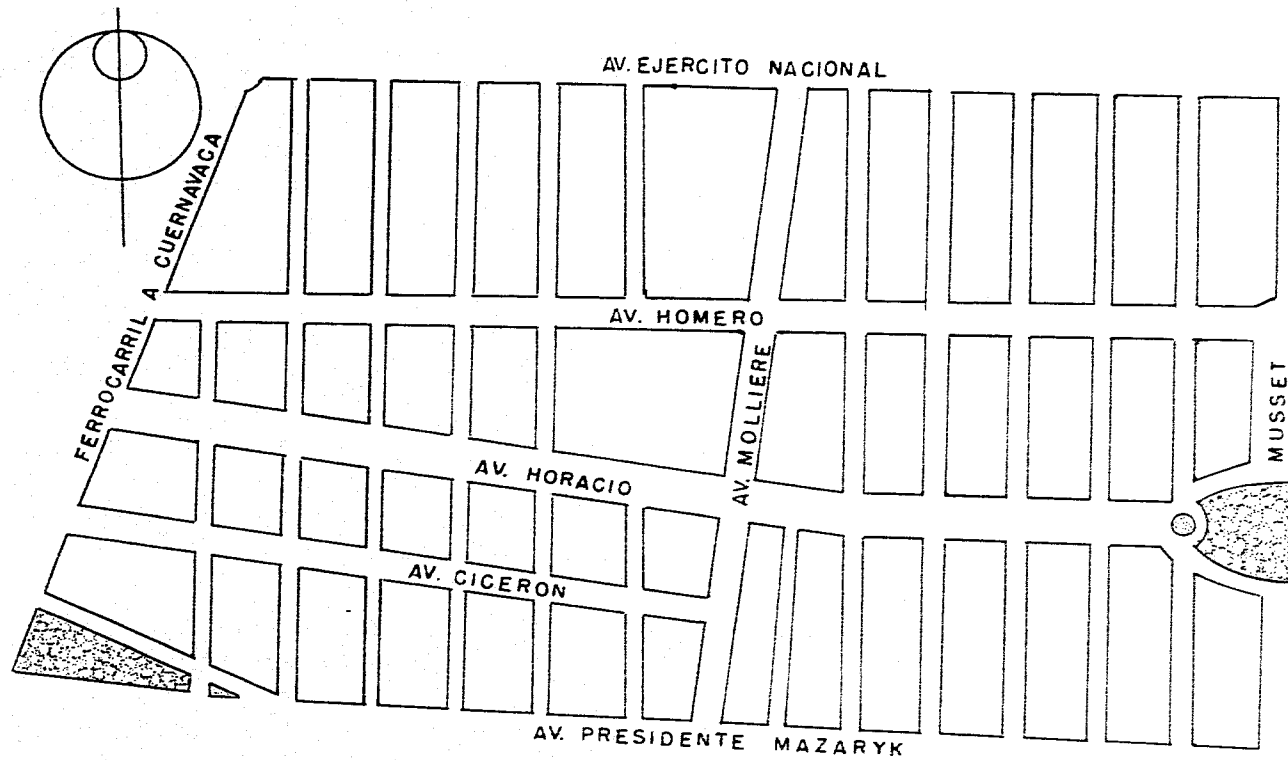 AV. EJERCITO NACIONAL
FERROCARRIL A CUERNAVACA
AV. HOMERO
AV. MOLLIERE
MUSSET
AV. HORACIO
AV. CICERON
AV. PRESIDENTE MAZARYK